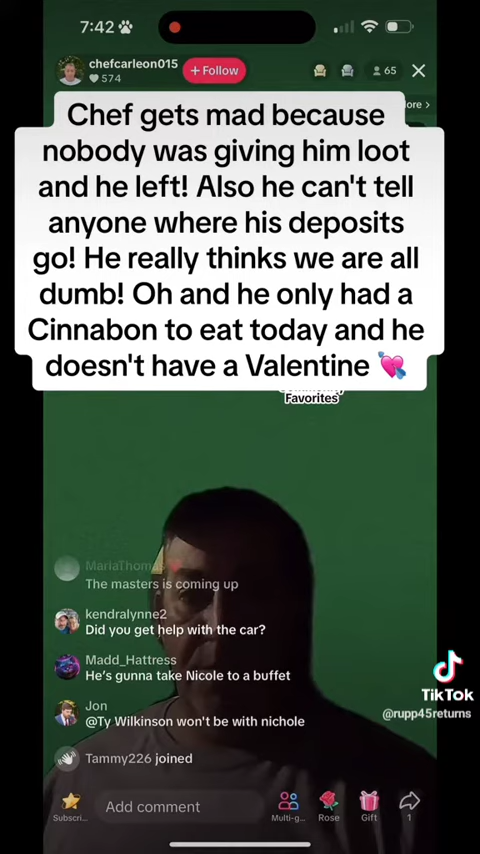 7:42
chefcarleon015
574
+ Follow
65
ore >
Chef gets mad because
nobody was giving him loot
and he left! Also he can't tell
anyone where his deposits
go! He really thinks we are all
dumb! Oh and he only had a
Cinnabon to eat today and he
doesn't have a Valentine 💘
Favorites
MariaThomas
The masters is coming up
kendralynne2
Did you get help with the car?
Madd_Hattress
He's gunna take Nicole to a buffet
Jon
@Ty Wilkinson won't be with nichole
Tammy226 joined
TikTok
@rupp45returns
Subscri...
Add comment
Multi-g...
Rose
Gift
1